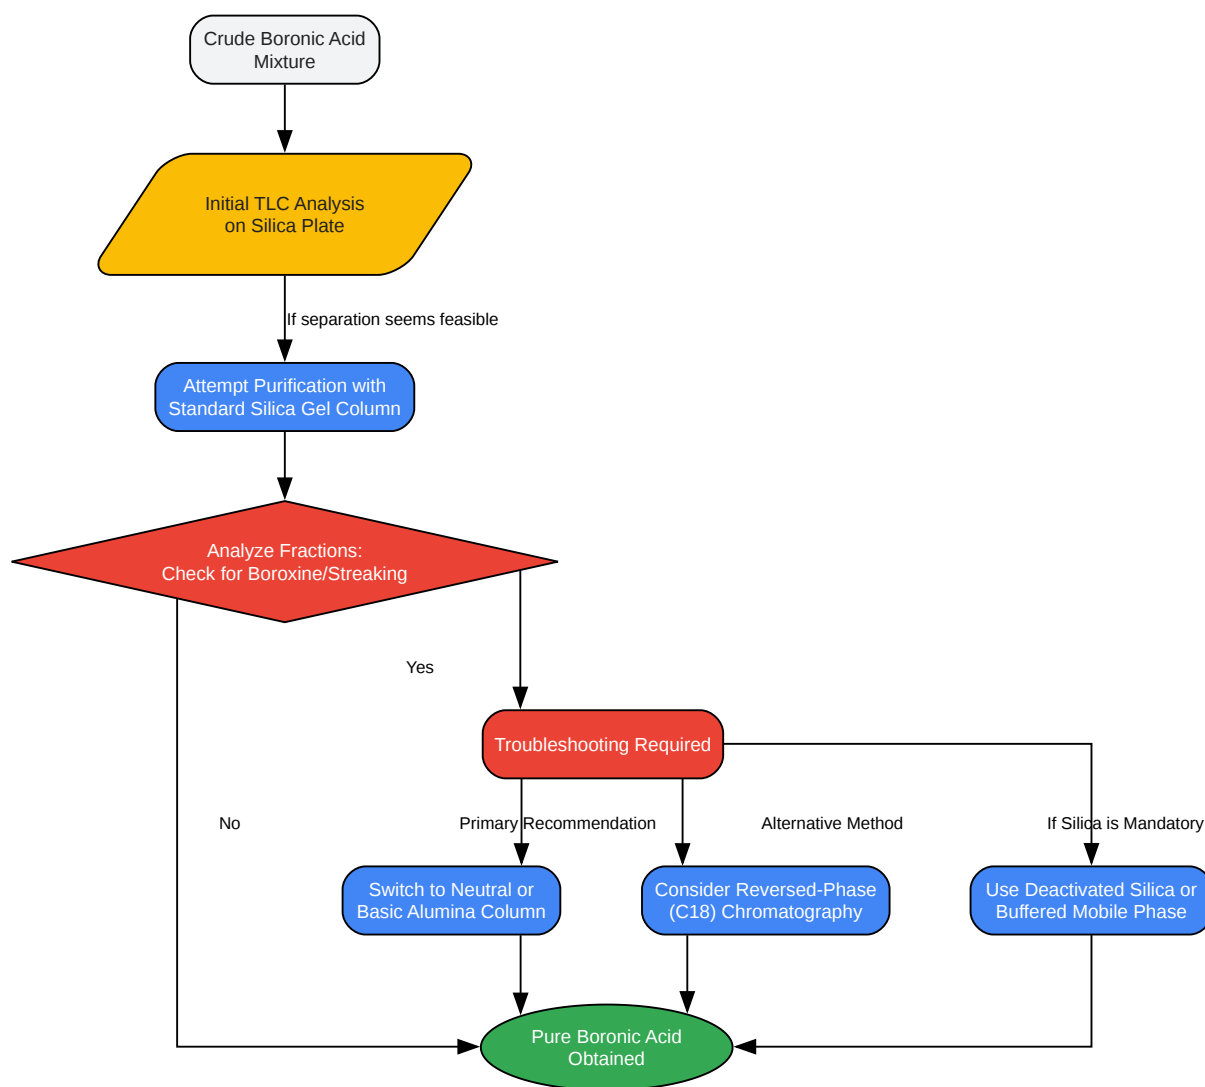 Crude Boronic Acid
Mixture
Initial TLC Analysis
on Silica Plate
If separation seems feasible
Attempt Purification with
Standard Silica Gel Column
Analyze Fractions:
Check for Boroxine/Streaking
Yes
Troubleshooting Required
No
Primary Recommendation
Alternative Method
If Silica is Mandatory
Switch to Neutral or
Basic Alumina Column
Consider Reversed-Phase
(C18) Chromatography
Use Deactivated Silica or
Buffered Mobile Phase
Pure Boronic Acid
Obtained